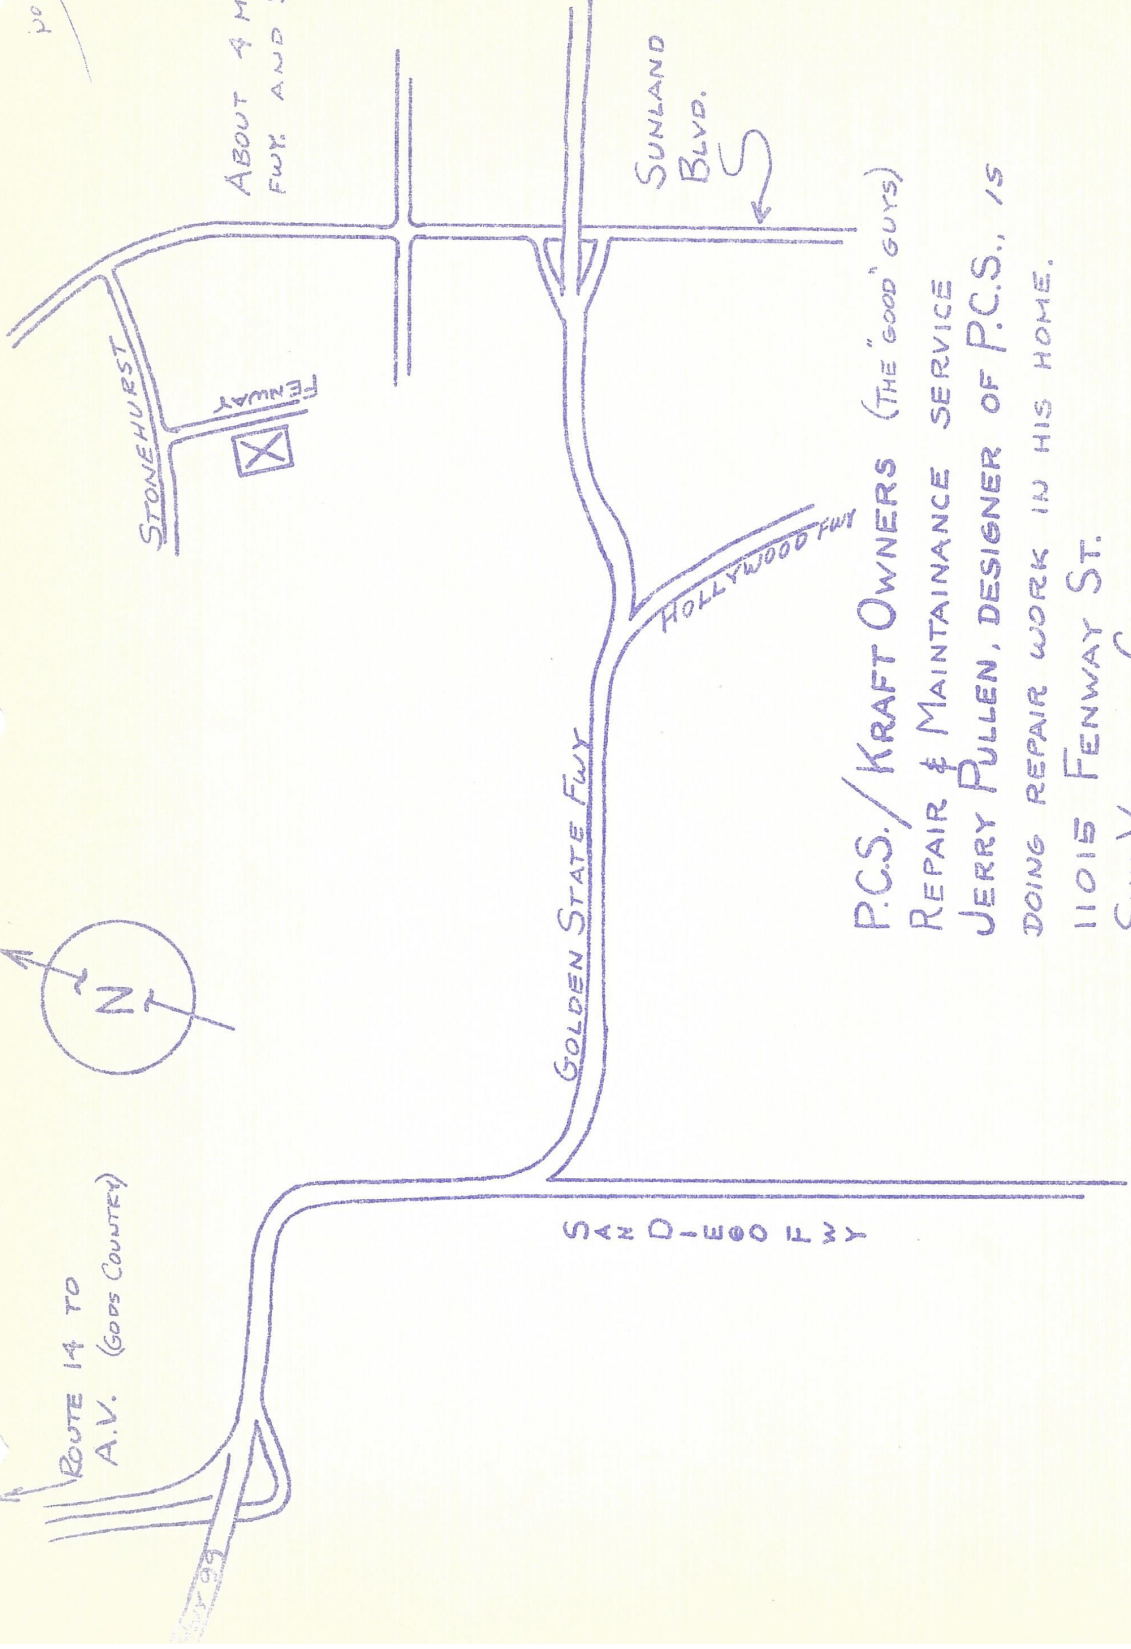 ROUTE 14 TO
A.V. (GODS COUNTRY)
N
HWY 99
SAN DIEGO FWY
GOLDEN STATE FWY
HOLLYWOOD FWY
STONEHURST
FENWAY
X
ABOUT 4 M
FWY. AND
SUNLAND
BLVD.
P.C.S./KRAFT OWNERS (THE "GOOD" GUYS)
REPAIR & MAINTAINANCE SERVICE
JERRY PULLEN, DESIGNER OF P.C.S., IS
DOING REPAIR WORK IN HIS HOME.
11015 FENWAY ST.